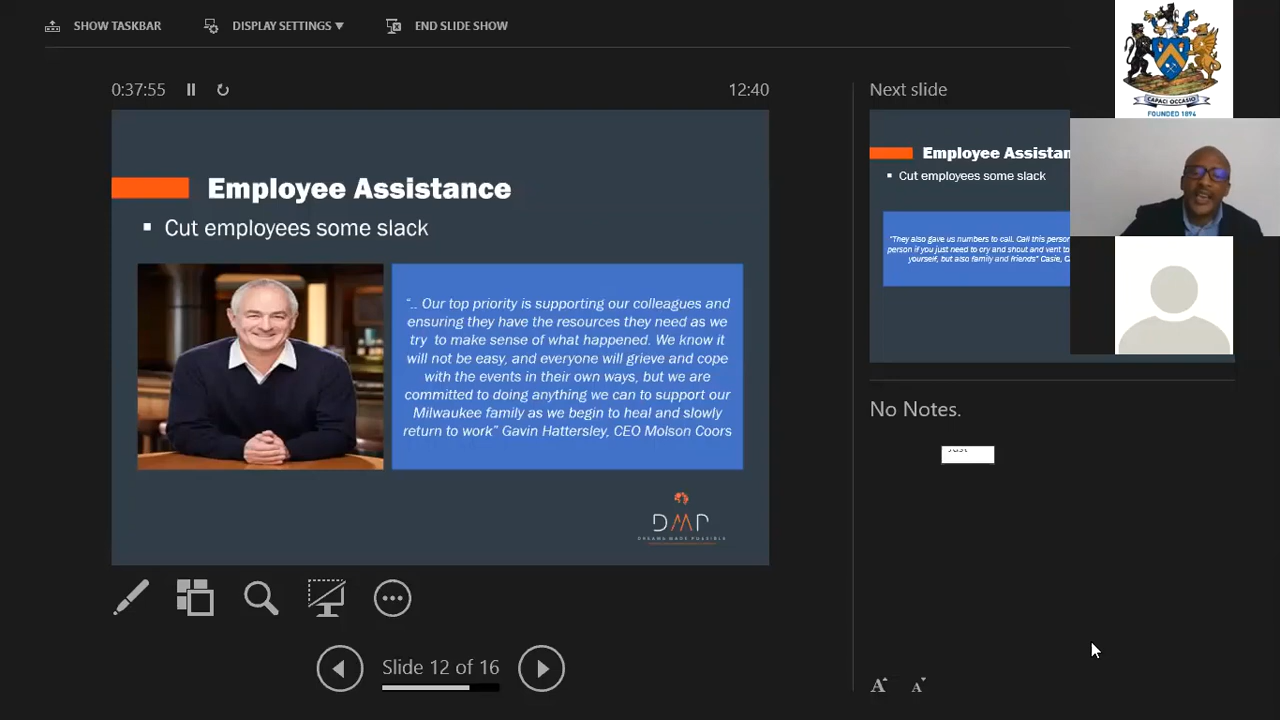 SHOW TASKBAR
DISPLAY SETTINGS
END SLIDE SHOW
0:37:55
12:40
Employee Assistance
Cut employees some slack
"… Our top priority is supporting our colleagues and
ensuring they have the resources they need as we
try to make sense of what happened. We know it
will not be easy, and everyone will grieve and cope
with the events in their own ways, but we are
committed to doing anything we can to support our
Milwaukee family as we begin to heal and slowly
return to work" Gavin Hattersley, CEO Molson Coors
DMP
DREAMS MADE POSSIBLE
Slide 12 of 16
Next slide
Employee Assistan
Cut employees some slack
"They also gave us numbers to call. Call this person
person if you just need to cry and shout and vent to
yourself, but also family and friends" Casie, C
No Notes.
Just
A
A
CAPACI OCCASIO
FOUNDED 1894